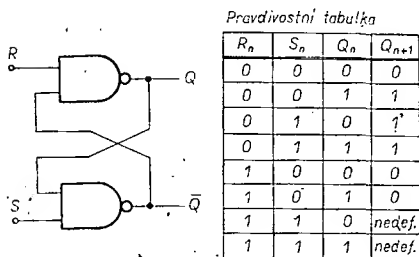 Pravdivostní tabulka
R
Q
S
Q̄
Rn Sn Qn Qn+1
0 0 0 0
0 0 1 1
0 1 0 1
0 1 1 1
1 0 0 0
1 0 1 0
1 1 0 nedef.
1 1 1 nedef.